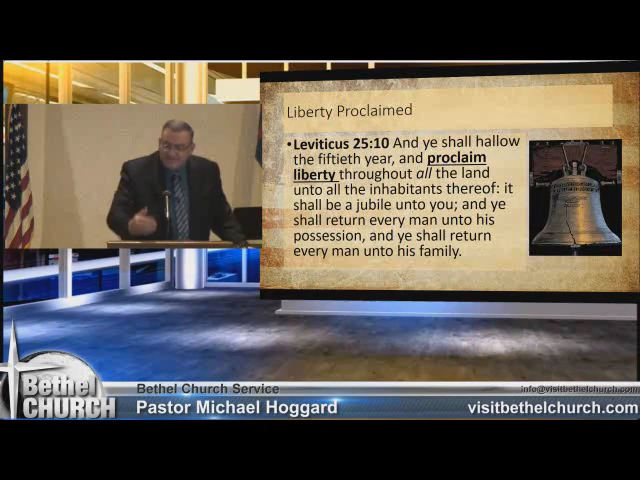 Liberty Proclaimed
•Leviticus 25:10 And ye shall hallow
the fiftieth year, and proclaim
liberty throughout all the land
unto all the inhabitants thereof: it
shall be a jubile unto you; and ye
shall return every man unto his
possession, and ye shall return
every man unto his family.
Bethel
CHURCH
Bethel Church Service
info@visitbethelchurch.com
Pastor Michael Hoggard
visitbethelchurch.com